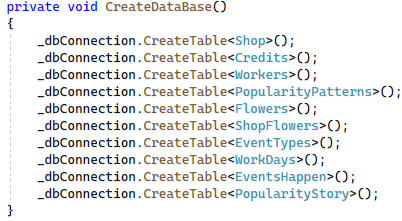 private void CreateDataBase()
{
_dbConnection.CreateTable<Shop>();
_dbConnection.CreateTable<Credits>();
_dbConnection.CreateTable<Workers>();
_dbConnection.CreateTable<PopularityPatterns>();
_dbConnection.CreateTable<Flowers>();
_dbConnection.CreateTable<ShopFlowers>();
_dbConnection.CreateTable<EventTypes>();
_dbConnection.CreateTable<WorkDays>();
_dbConnection.CreateTable<EventsHappen>();
_dbConnection.CreateTable<PopularityStory>();
}